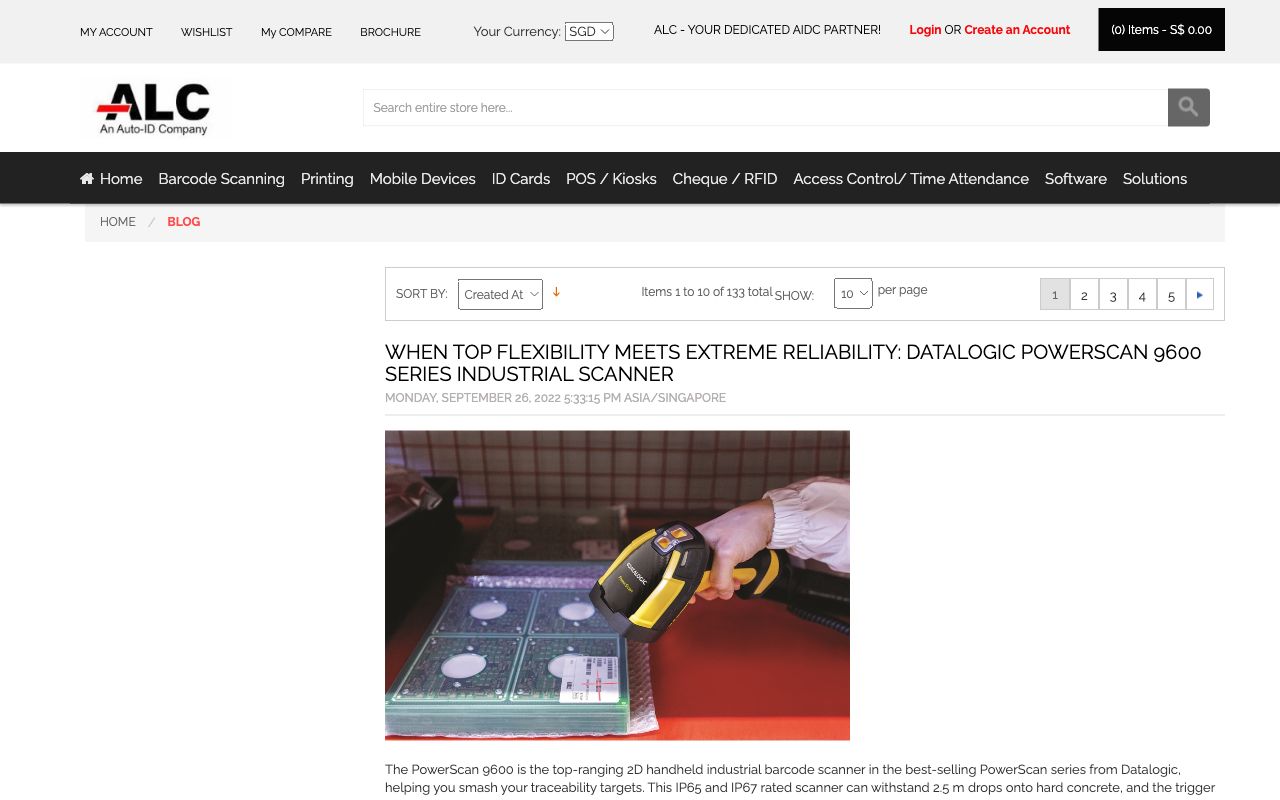 MY ACCOUNT WISHLIST My COMPARE BROCHURE Your Currency: SGD ALC - YOUR DEDICATED AIDC PARTNER! Login OR Create an Account (0) Items - S$ 0.00
ALC
An Auto-ID Company
Search entire store here...
Home Barcode Scanning Printing Mobile Devices ID Cards POS / Kiosks Cheque / RFID Access Control/ Time Attendance Software Solutions
HOME / BLOG
SORT BY: Created At Items 1 to 10 of 133 total SHOW: 10 per page 1 2 3 4 5
WHEN TOP FLEXIBILITY MEETS EXTREME RELIABILITY: DATALOGIC POWERSCAN 9600
SERIES INDUSTRIAL SCANNER
MONDAY, SEPTEMBER 26, 2022 5:33:15 PM ASIA/SINGAPORE
DATALOGIC
PowerScan
The PowerScan 9600 is the top-ranging 2D handheld industrial barcode scanner in the best-selling PowerScan series from Datalogic,
helping you smash your traceability targets. This IP65 and IP67 rated scanner can withstand 2.5 m drops onto hard concrete, and the trigger